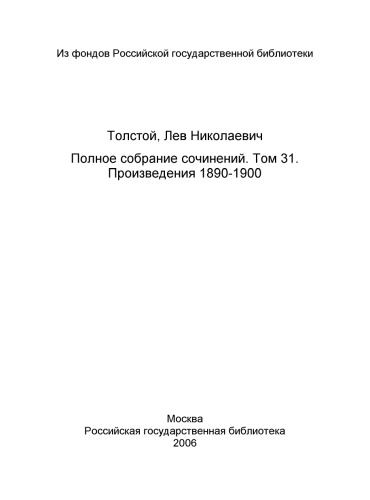 Из фондов Российской государственной библиотеки
Толстой, Лев Николаевич
Полное собрание сочинений. Том 31.
Произведения 1890-1900
Москва
Российская государственная библиотека
2006